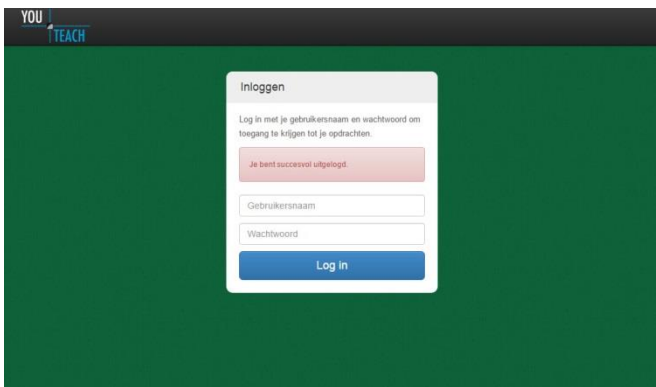 YOU
TEACH
Inloggen
Log in met je gebruikersnaam en wachtwoord om
toegang te krijgen tot je opdrachten.
Je bent succesvol uitgelogd.
Gebruikersnaam
Wachtwoord
Log in